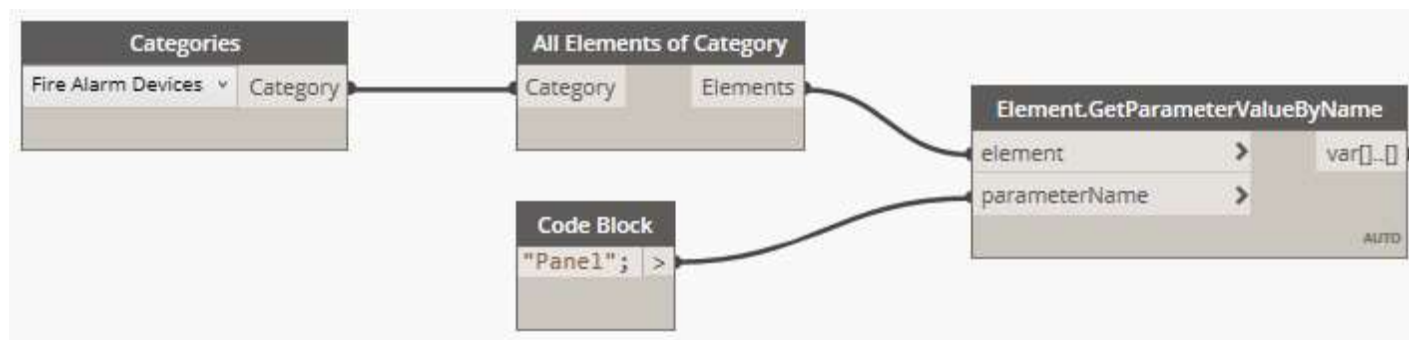 Categories
Fire Alarm Devices Category
All Elements of Category
Category Elements
Element.GetParameterValueByName
element > var[]..[]
parameterName >
AUTO
Code Block
"Panel"; >